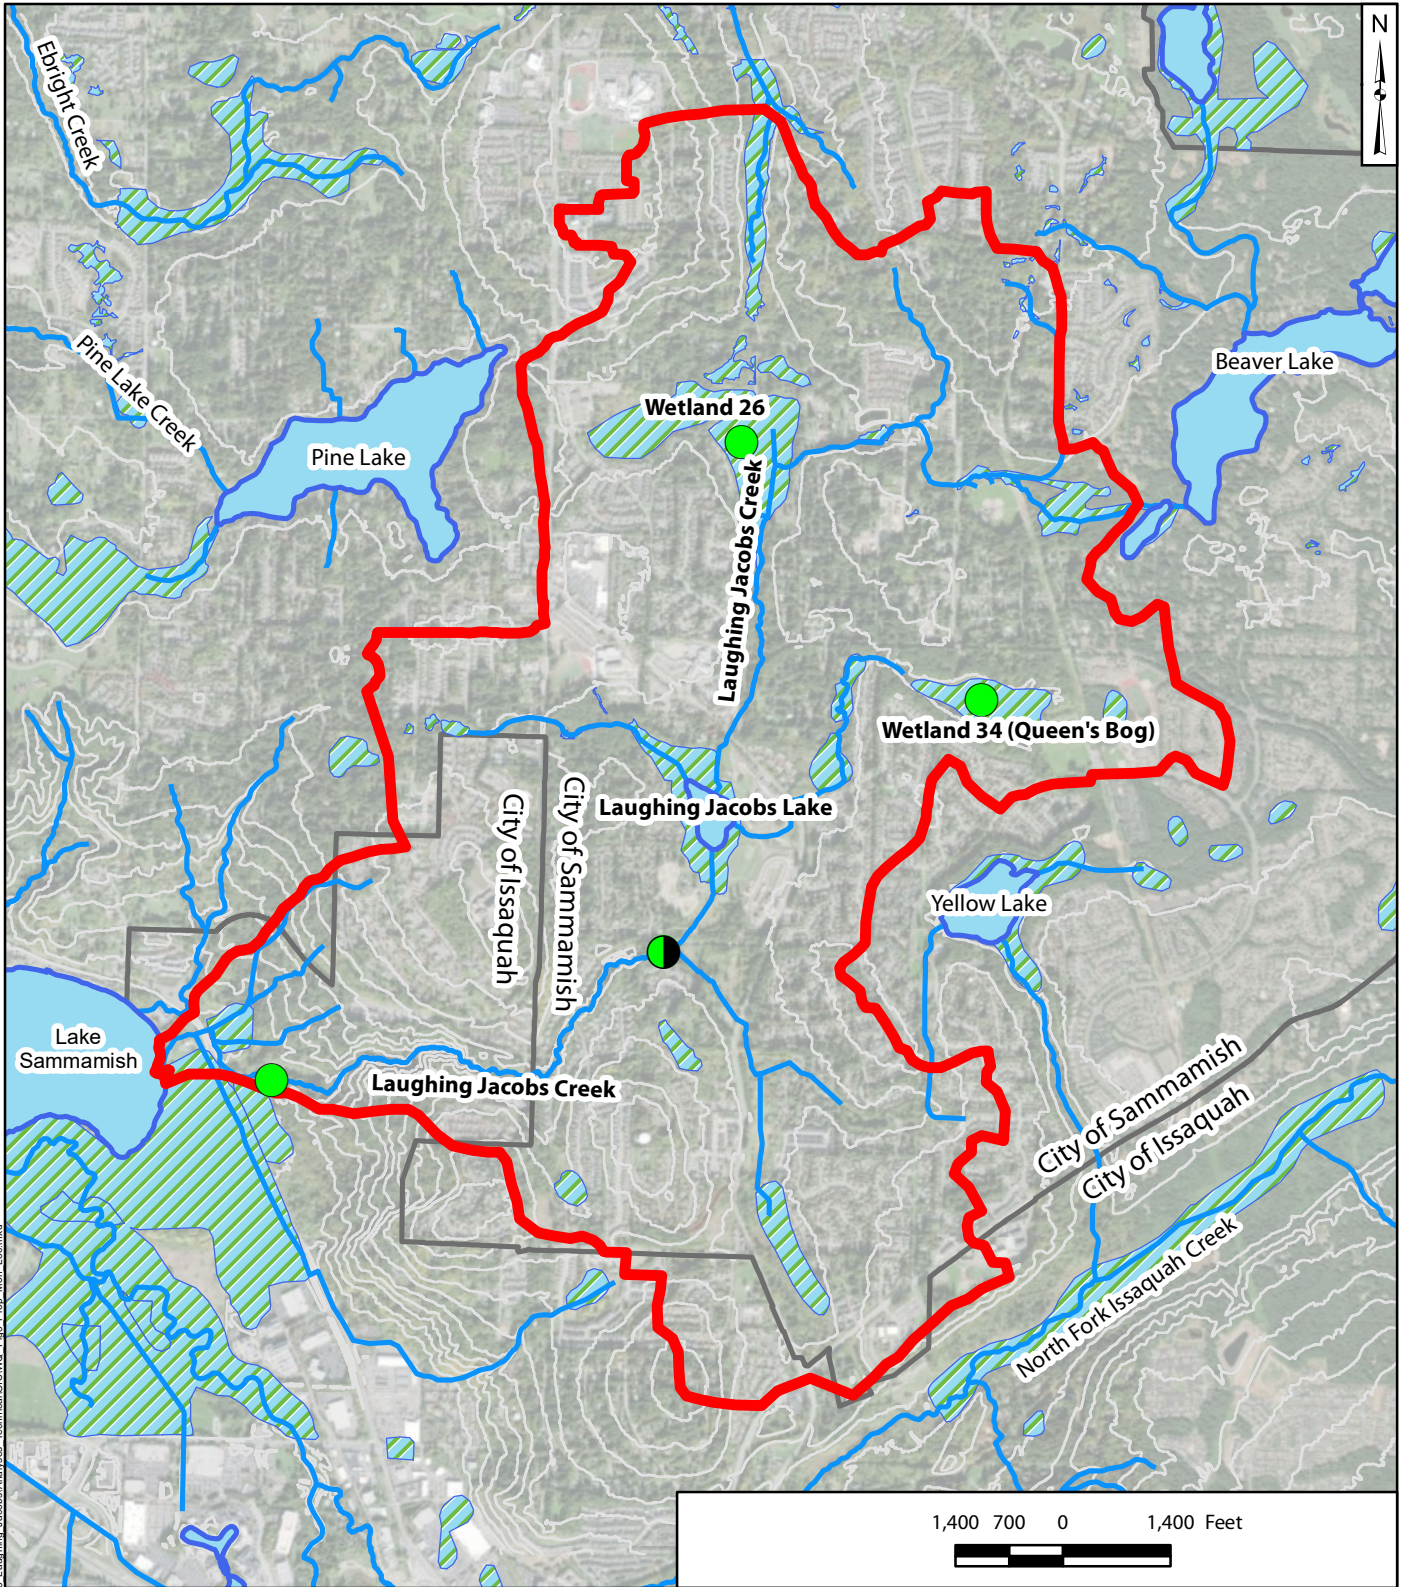 N
Ebright Creek
Pine Lake Creek
Pine Lake
Beaver Lake
Wetland 26
Laughing Jacobs Creek
Wetland 34 (Queen's Bog)
Laughing Jacobs Lake
City of Issaquah
City of Sammamish
Yellow Lake
Lake
Sammamish
Laughing Jacobs Creek
City of Sammamish
City of Issaquah
North Fork Issaquah Creek
1,400 700 0 1,400 Feet